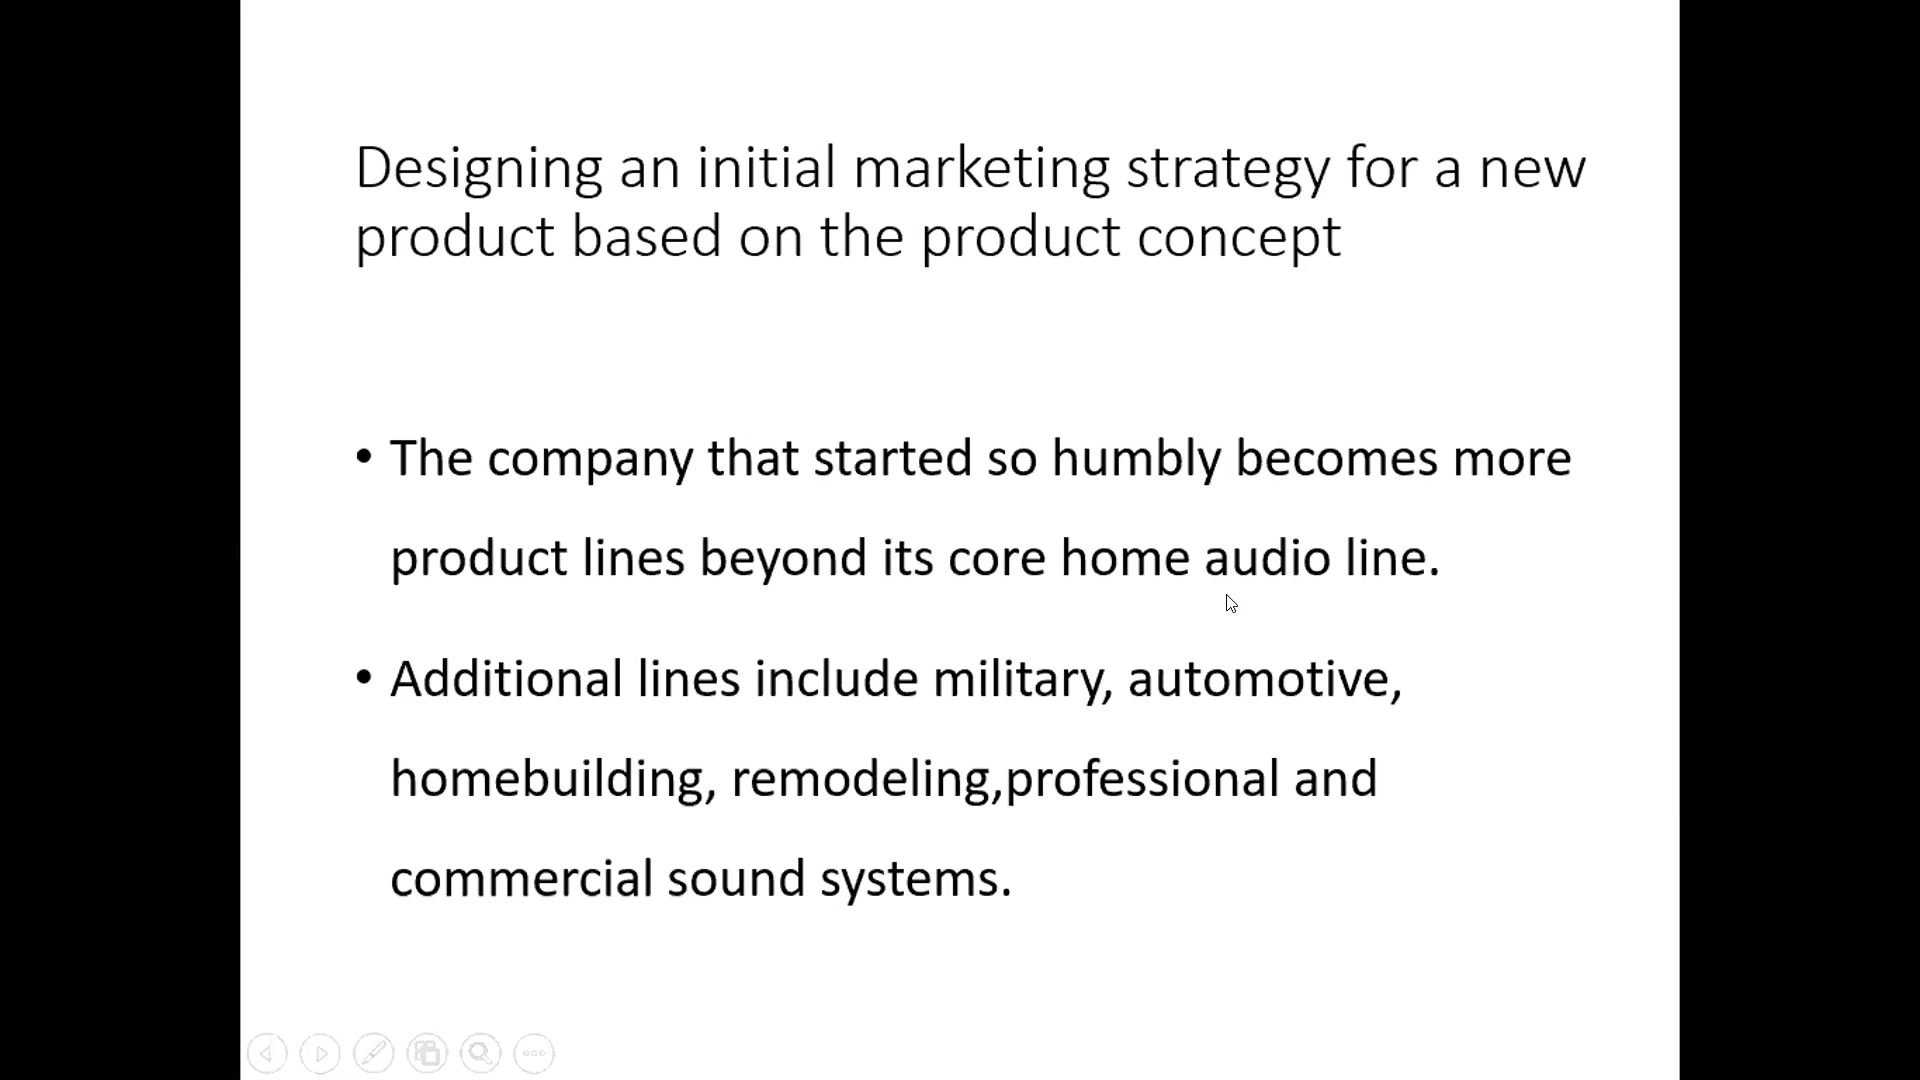 Designing an initial marketing strategy for a new
product based on the product concept
• The company that started so humbly becomes more
product lines beyond its core home audio line.
• Additional lines include military, automotive,
homebuilding, remodeling,professional and
commercial sound systems.